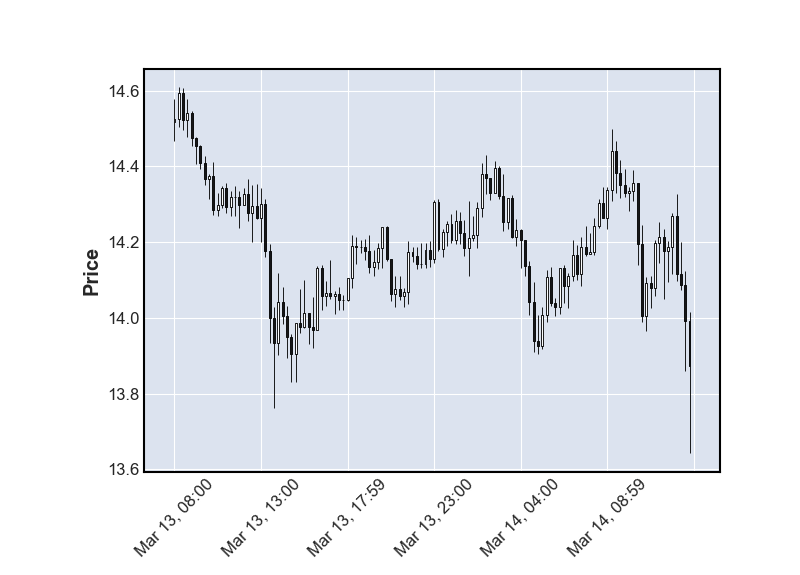 14.6
14.4
14.2
14.0
13.8
13.6
Price
Mar 13, 08:00
Mar 13, 13:00
Mar 13, 17:59
Mar 13, 23:00
Mar 14, 04:00
Mar 14, 08:59